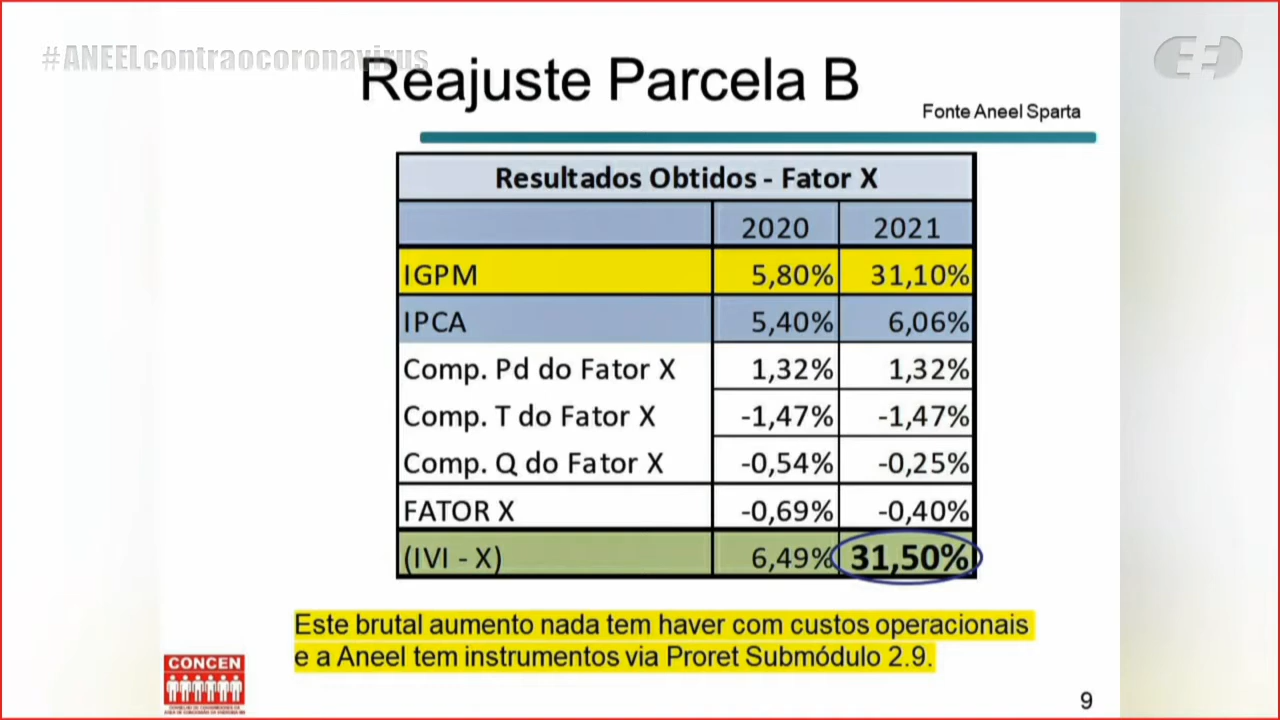 #ANEELcontraocoronavirus
Reajuste Parcela B
Fonte Aneel Sparta
Resultados Obtidos - Fator X
2020 2021
IGPM 5,80% 31,10%
IPCA 5,40% 6,06%
Comp. Pd do Fator X 1,32% 1,32%
Comp. T do Fator X -1,47% -1,47%
Comp. Q do Fator X -0,54% -0,25%
FATOR X -0,69% -0,40%
(IVI - X) 6,49% 31,50%
Este brutal aumento nada tem haver com custos operacionais
e a Aneel tem instrumentos via Proret Submódulo 2.9.
CONCEN
9